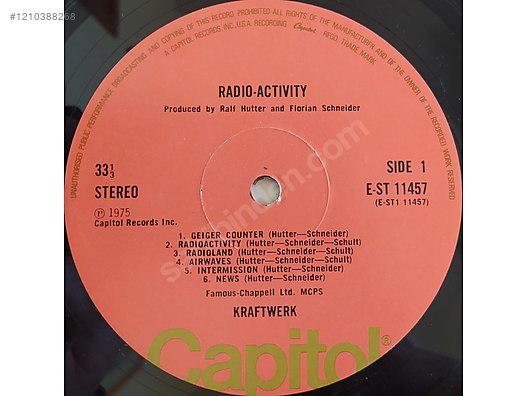 #1210388268
UNAUTHORISED PUBLIC PERFORMANCE BROADCASTING AND COPYING OF THIS RECORD PROHIBITED ALL RIGHTS OF THE MANUFACTURER AND OF THE OWNER OF THE RECORDED WORK RESERVED
A CAPITOL RECORDS INC. U.S.A. RECORDING Capitol REGD. TRADE MARK
RADIO-ACTIVITY
Produced by Ralf Hutter and Florian Schneider
33⅓
STEREO
℗ 1975
Capitol Records Inc.
SIDE 1
E-ST 11457
(E-ST1 11457)
sahibinden.com
1. GEIGER COUNTER (Hutter—Schneider)
2. RADIOACTIVITY (Hutter—Schneider—Schult)
3. RADIOLAND (Hutter—Schneider—Schult)
4. AIRWAVES (Hutter—Schneider—Schult)
5. INTERMISSION (Hutter—Schneider)
6. NEWS (Hutter—Schneider)
Famous-Chappell Ltd. MCPS
KRAFTWERK
Capitol®